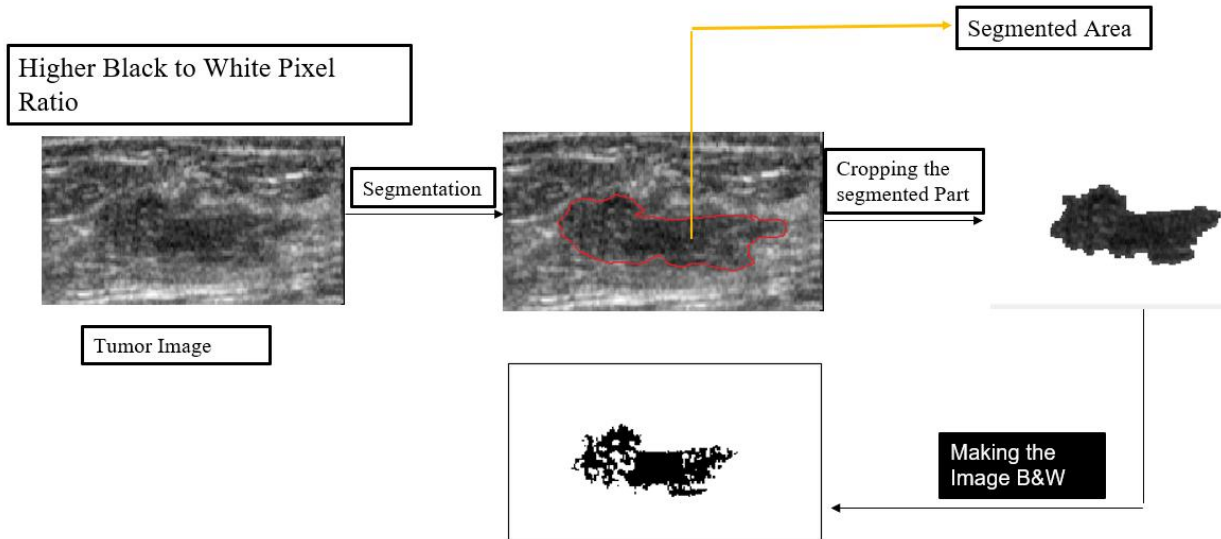 Segmented Area
Higher Black to White Pixel
Ratio
Segmentation
Cropping the
segmented Part
Tumor Image
Making the
Image B&W